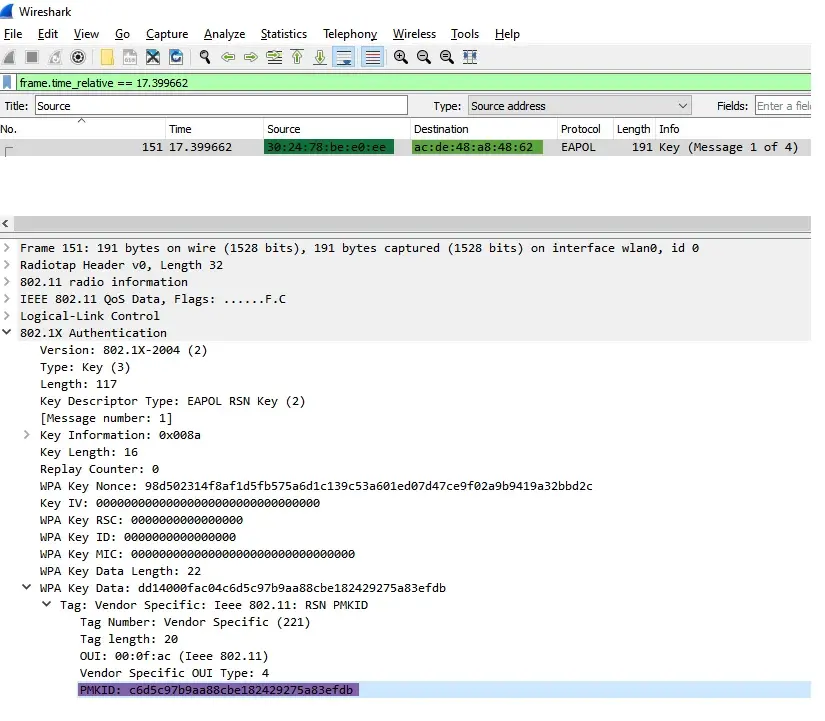 Wireshark
File Edit View Go Capture Analyze Statistics Telephony Wireless Tools Help
frame.time_relative == 17.399662
Title: Source Type: Source address Fields: Enter a fiel
No. Time Source Destination Protocol Length Info
151 17.399662 30:24:78:be:e0:ee ac:de:48:a8:48:62 EAPOL 191 Key (Message 1 of 4)
Frame 151: 191 bytes on wire (1528 bits), 191 bytes captured (1528 bits) on interface wlan0, id 0
Radiotap Header v0, Length 32
802.11 radio information
IEEE 802.11 QoS Data, Flags: ......F.C
Logical-Link Control
802.1X Authentication
Version: 802.1X-2004 (2)
Type: Key (3)
Length: 117
Key Descriptor Type: EAPOL RSN Key (2)
[Message number: 1]
Key Information: 0x008a
Key Length: 16
Replay Counter: 0
WPA Key Nonce: 98d502314f8af1d5fb575a6d1c139c53a601ed07d47ce9f02a9b9419a32bbd2c
Key IV: 00000000000000000000000000000000
WPA Key RSC: 0000000000000000
WPA Key ID: 0000000000000000
WPA Key MIC: 00000000000000000000000000000000
WPA Key Data Length: 22
WPA Key Data: dd14000fac04c6d5c97b9aa88cbe182429275a83efdb
Tag: Vendor Specific: Ieee 802.11: RSN PMKID
Tag Number: Vendor Specific (221)
Tag length: 20
OUI: 00:0f:ac (Ieee 802.11)
Vendor Specific OUI Type: 4
PMKID: c6d5c97b9aa88cbe182429275a83efdb